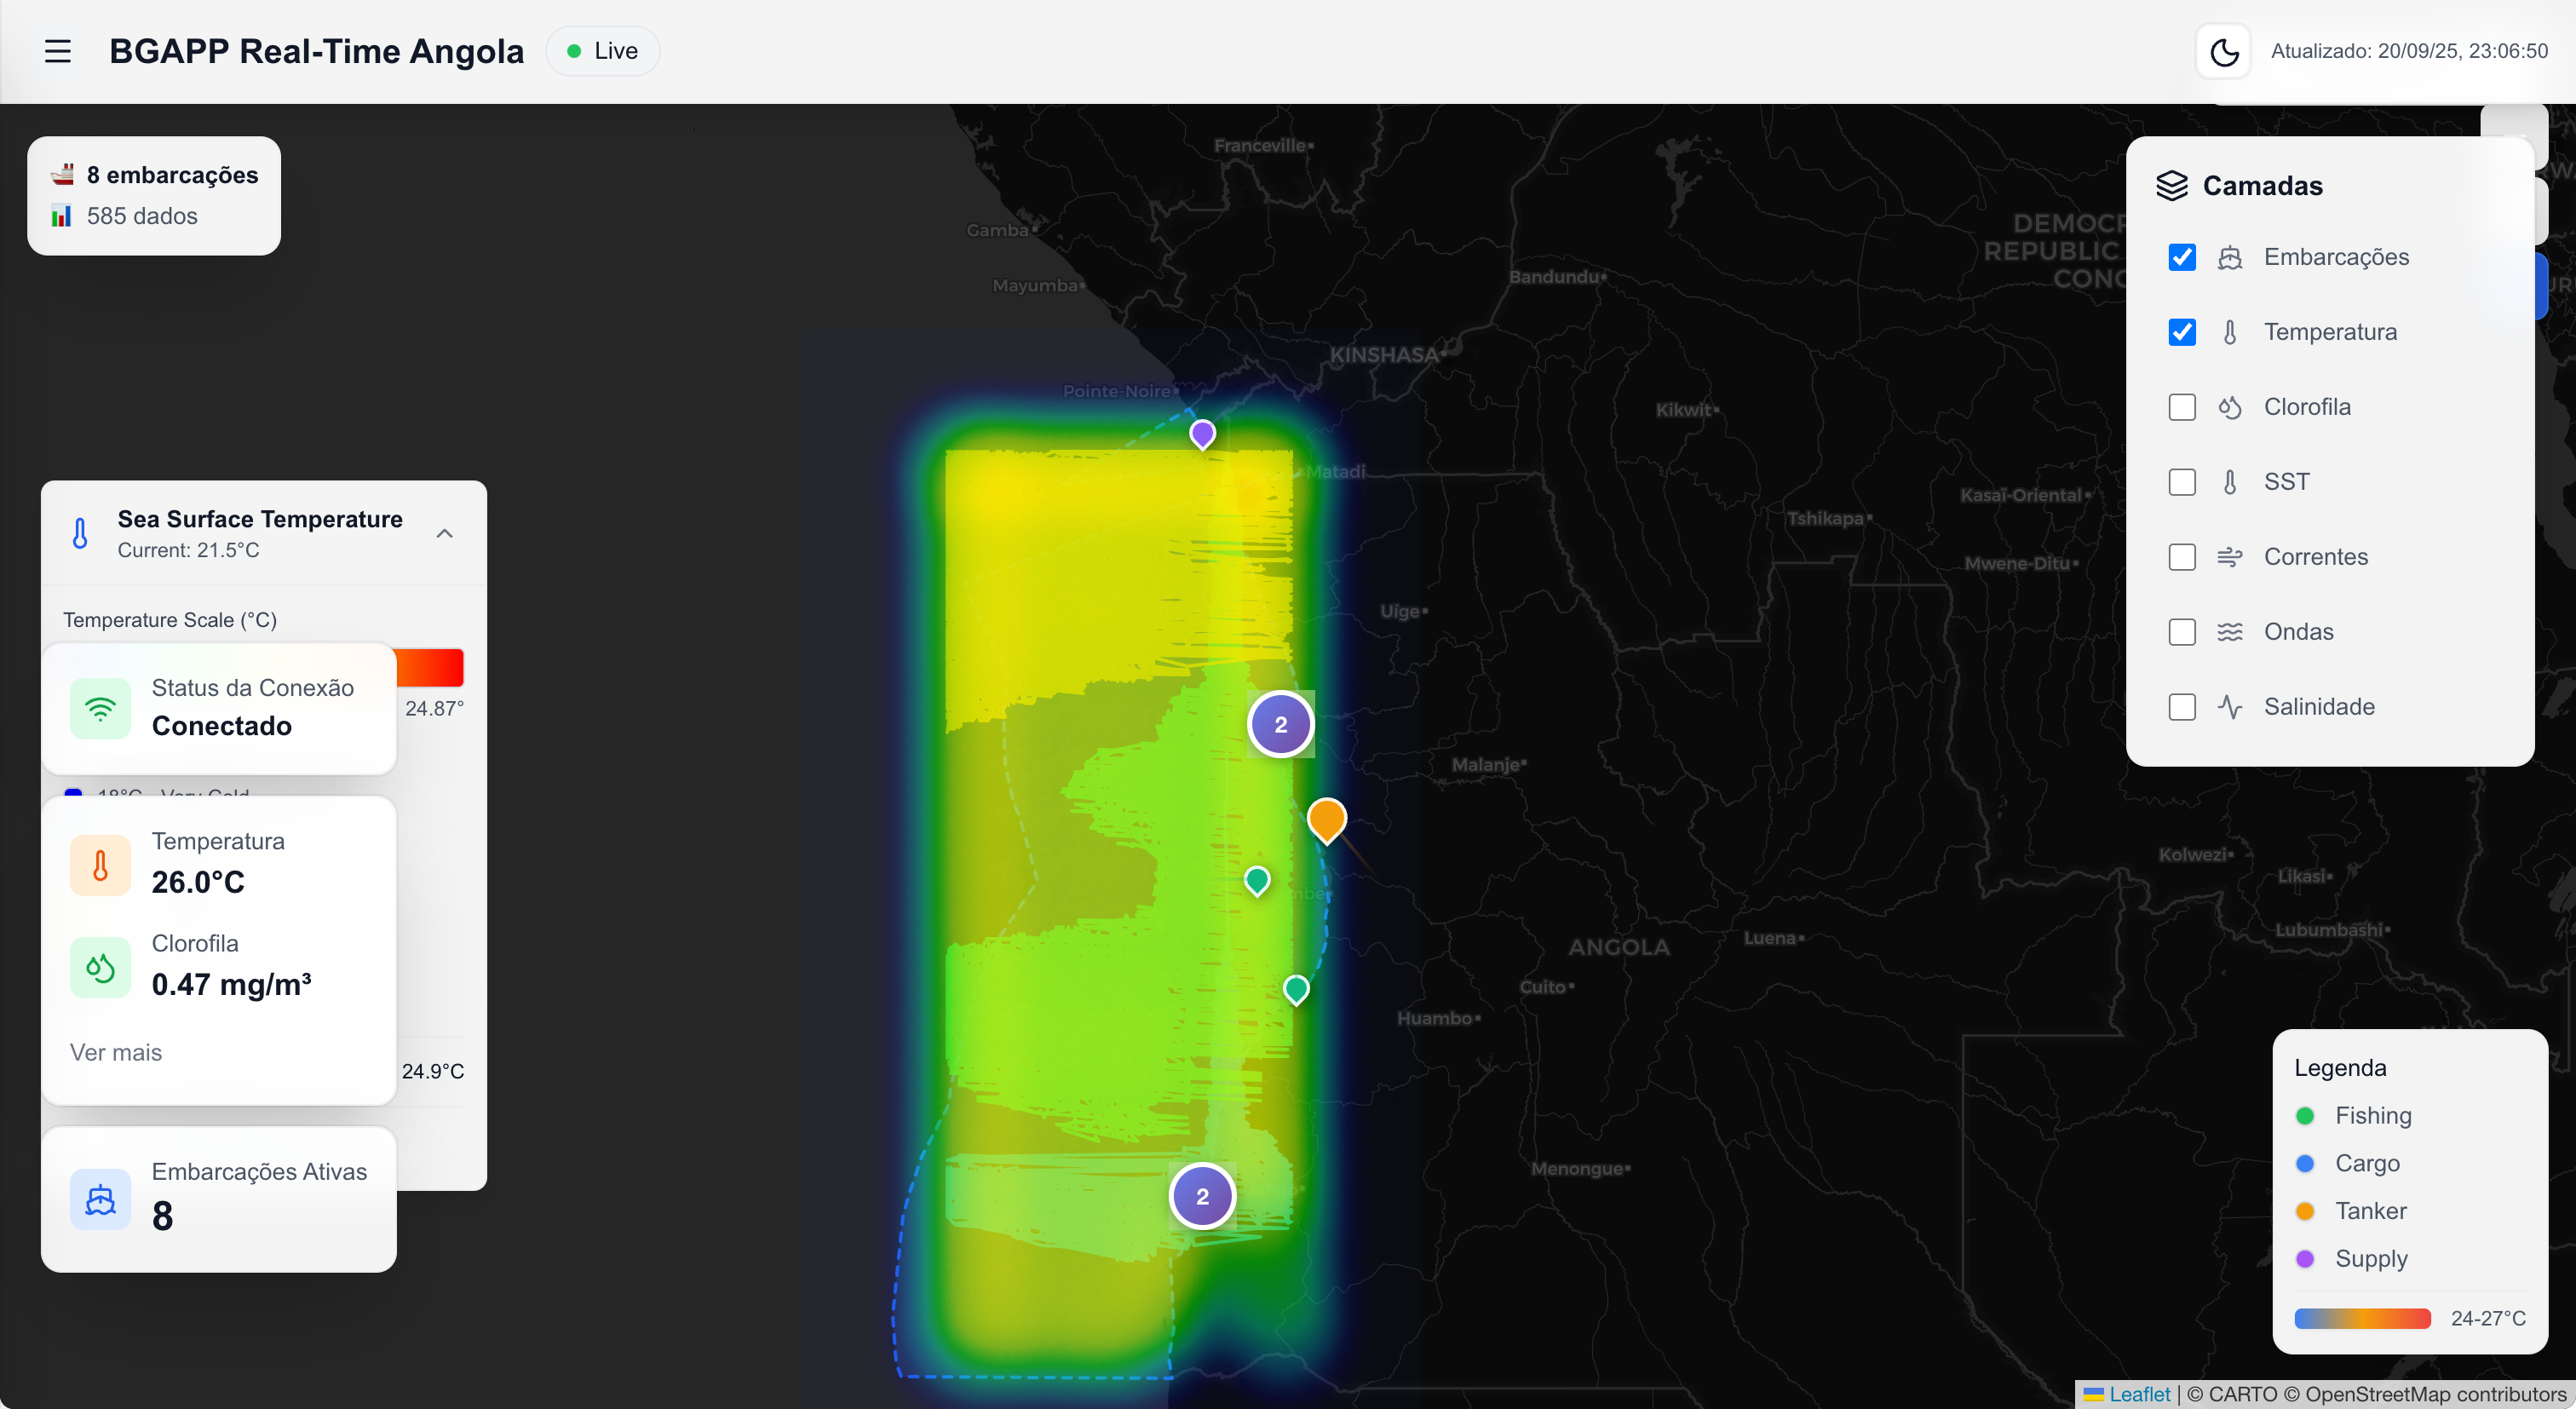 BGAPP Real-Time Angola
Live
Atualizado: 20/09/25, 23:06:50
8 embarcações
585 dados
Sea Surface Temperature
Current: 21.5°C
Temperature Scale (°C)
24.87°
Status da Conexão
Conectado
18°C
Temperatura
26.0°C
Clorofila
0.47 mg/m³
Ver mais
24.9°C
Embarcações Ativas
8
Franceville
Gamba
Mayumba
Bandundu
KINSHASA
Pointe-Noire
Kikwit
Matadi
Kasaï-Oriental
Tshikapa
Mwene-Ditu
Uíge
2
Malanje
Kolwezi
Likasi
Lubumbashi
ANGOLA
Luena
Cuito
Huambo
Menongue
2
DEMOCR
REPUBLIC
CONG
Camadas
Embarcações
Temperatura
Clorofila
SST
Correntes
Ondas
Salinidade
Legenda
Fishing
Cargo
Tanker
Supply
24-27°C
Leaflet | © CARTO © OpenStreetMap contributors